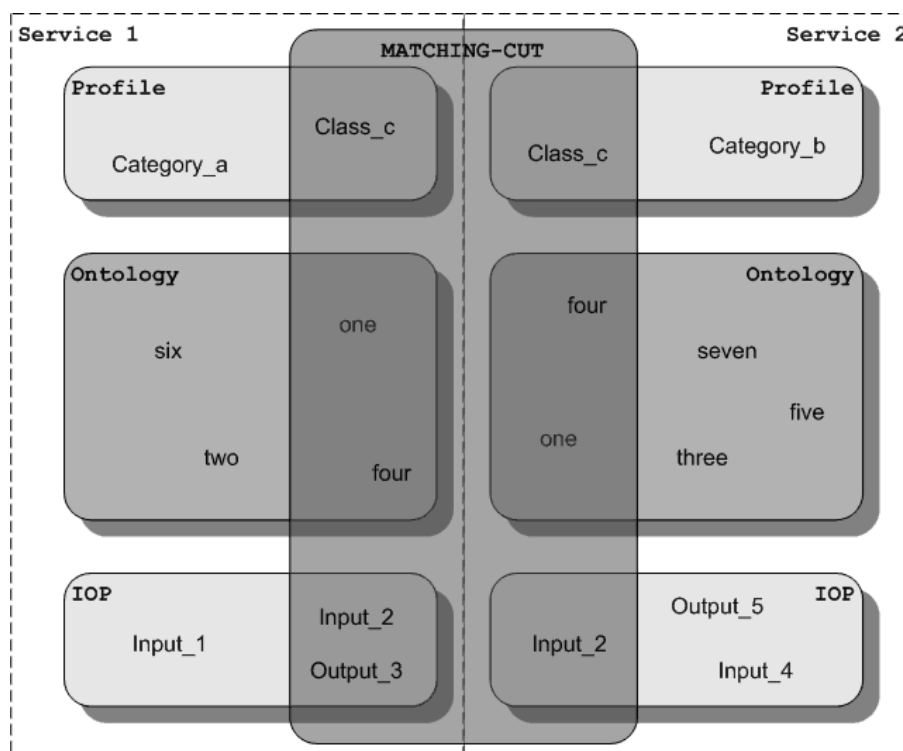 Service 1
Service 2
MATCHING-CUT
Profile
Profile
Class_c
Category_a
Class_c
Category_b
Ontology
Ontology
one
six
two
four
four
seven
five
one
three
IOP
IOP
Input_1
Input_2
Output_3
Input_2
Output_5
Input_4